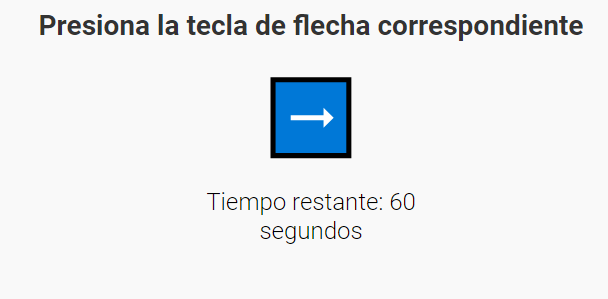 Presiona la tecla de flecha correspondiente
Tiempo restante: 60
segundos